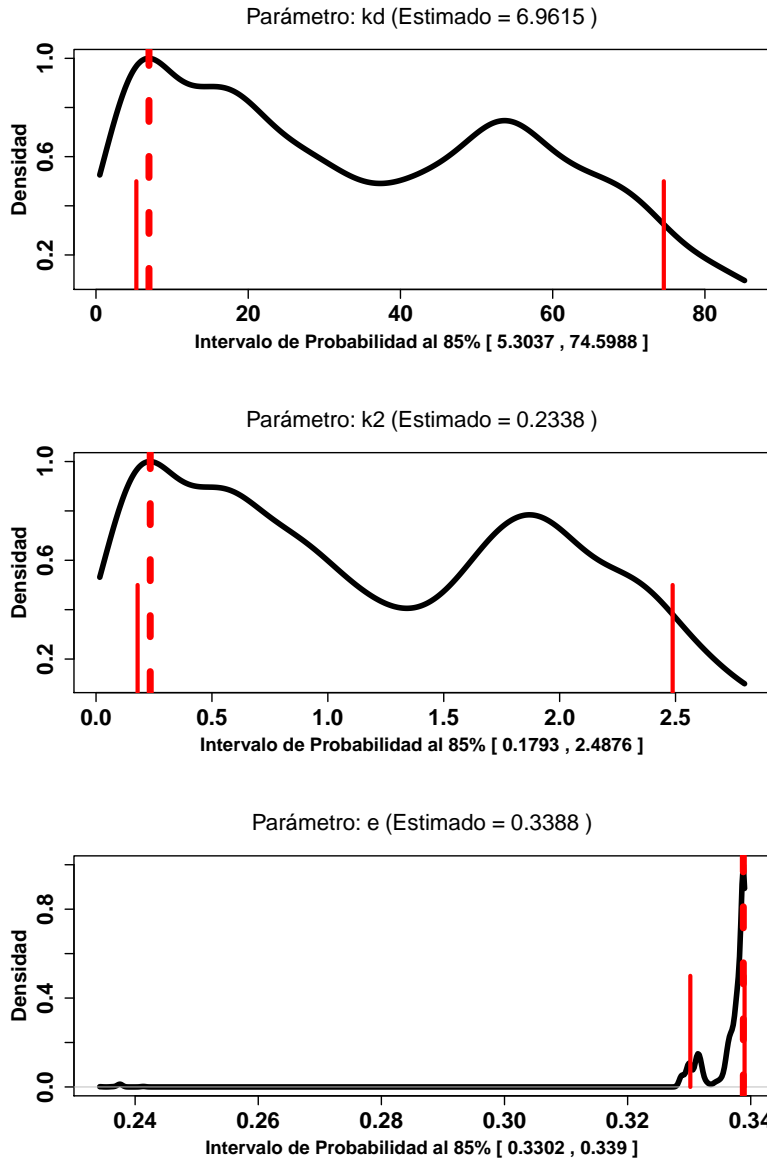 Parámetro: kd (Estimado = 6.9615 )
Densidad
0.2 0.6 1.0
0 20 40 60 80
Intervalo de Probabilidad al 85% [ 5.3037 , 74.5988 ]
Parámetro: k2 (Estimado = 0.2338 )
Densidad
0.2 0.6 1.0
0.0 0.5 1.0 1.5 2.0 2.5
Intervalo de Probabilidad al 85% [ 0.1793 , 2.4876 ]
Parámetro: e (Estimado = 0.3388 )
Densidad
0.0 0.4 0.8
0.24 0.26 0.28 0.30 0.32 0.34
Intervalo de Probabilidad al 85% [ 0.3302 , 0.339 ]